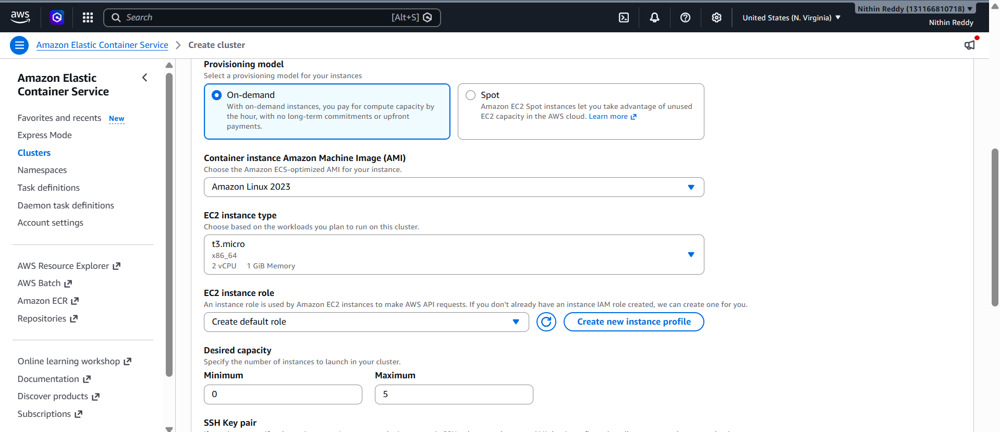 aws
Search
[Alt+S]
United States (N. Virginia)
Nithin Reddy (131166810718)
Nithin Reddy
Amazon Elastic Container Service
Create cluster
Amazon Elastic
Container Service
Favorites and recents New
Express Mode
Clusters
Namespaces
Task definitions
Daemon task definitions
Account settings
AWS Resource Explorer
AWS Batch
Amazon ECR
Repositories
Online learning workshop
Documentation
Discover products
Subscriptions
Provisioning model
Select a provisioning model for your instances
On-demand
With on-demand instances, you pay for compute capacity by
the hour, with no long-term commitments or upfront
payments.
Spot
Amazon EC2 Spot instances let you take advantage of unused
EC2 capacity in the AWS cloud. Learn more
Container instance Amazon Machine Image (AMI)
Choose the Amazon ECS-optimized AMI for your instance.
Amazon Linux 2023
EC2 instance type
Choose based on the workloads you plan to run on this cluster.
t3.micro
x86_64
2 vCPU 1 GiB Memory
EC2 instance role
An instance role is used by Amazon EC2 instances to make AWS API requests. If you don't already have an instance IAM role created, we can create one for you.
Create default role
Create new instance profile
Desired capacity
Specify the number of instances to launch in your cluster.
Minimum
Maximum
0
5
SSH Key pair